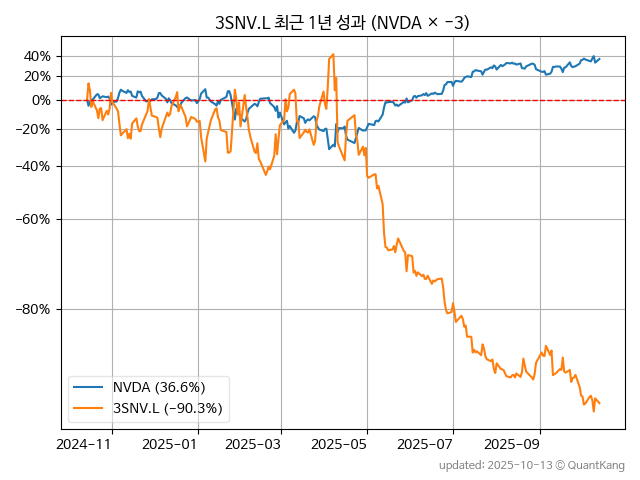 3SNV.L 최근 1년 성과 (NVDA × −3)
40%
20%
0%
−20%
−40%
−60%
−80%
NVDA (36.6%)
3SNV.L (−90.3%)
2024−11 2025−01 2025−03 2025−05 2025−07 2025−09
updated: 2025-10-13 © QuantKang